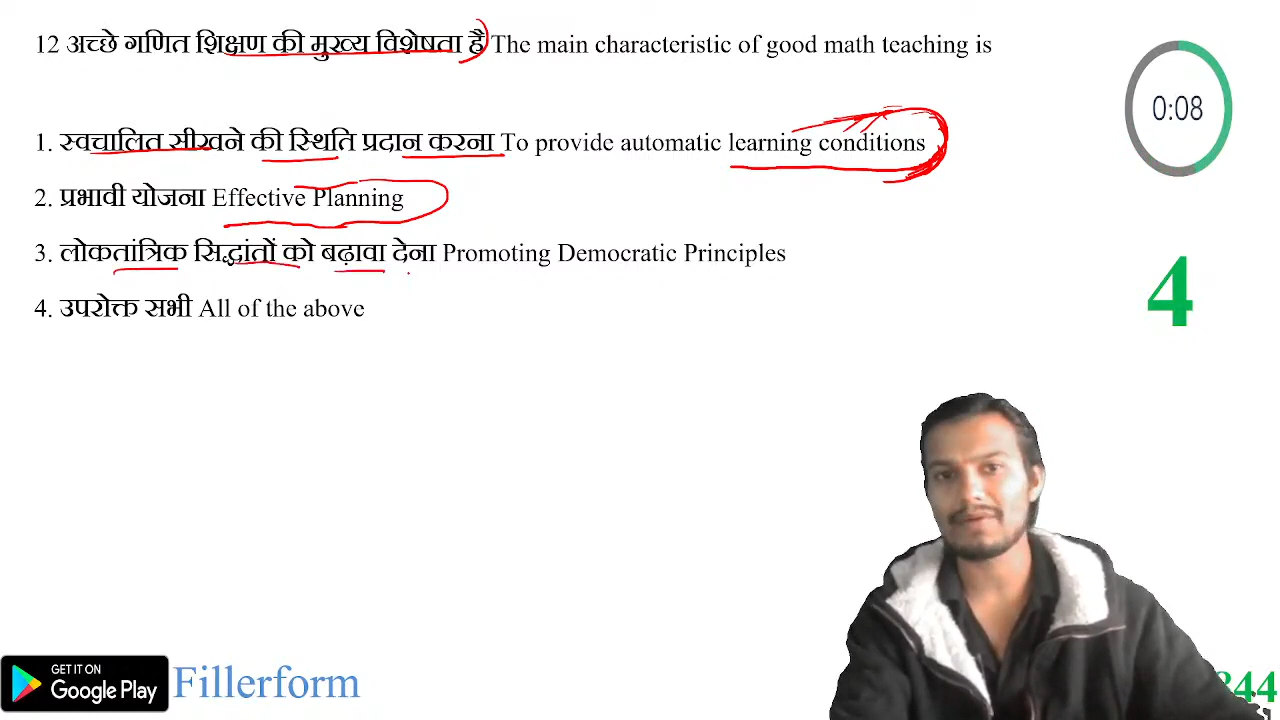 12 अच्छे गणित शिक्षण की मुख्य विशेषता है The main characteristic of good math teaching is
0:08
1. स्वचालित सीखने की स्थिति प्रदान करना To provide automatic learning conditions
2. प्रभावी योजना Effective Planning
3. लोकतांत्रिक सिद्धांतों को बढ़ावा देना Promoting Democratic Principles
4. उपरोक्त सभी All of the above
4
GET IT ON
Google Play
Fillerform